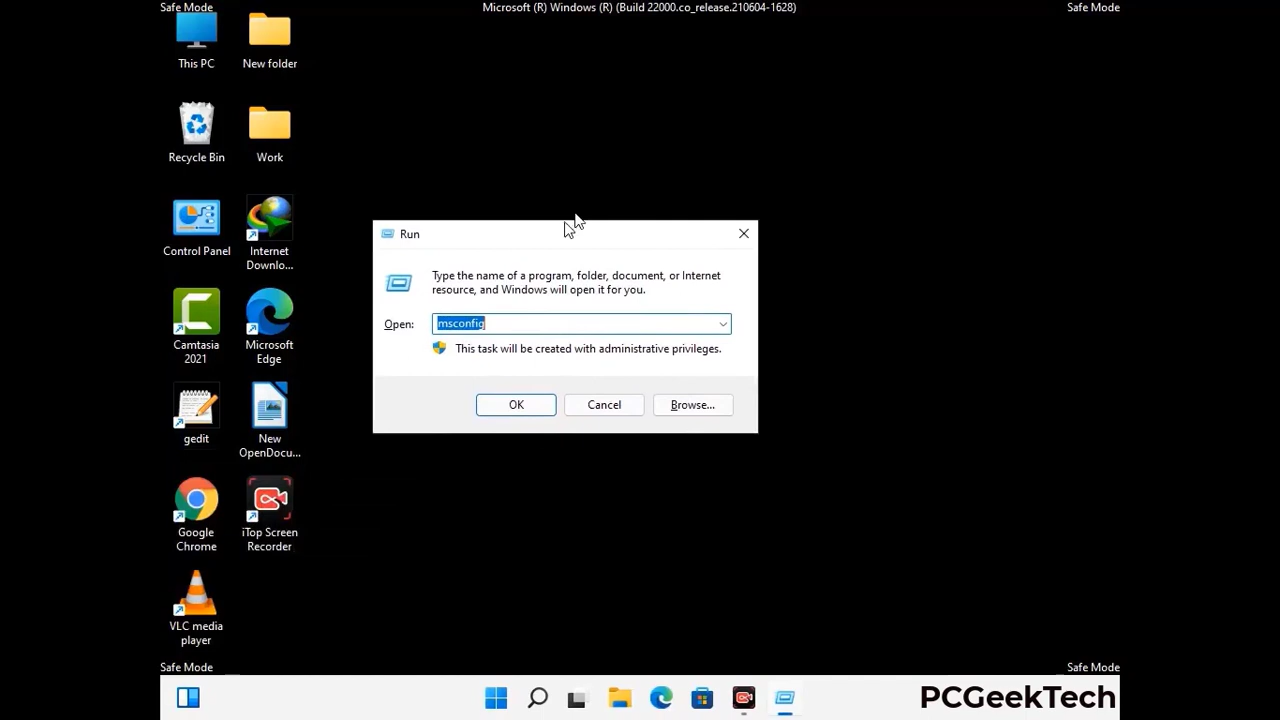 Safe Mode
Microsoft (R) Windows (R) (Build 22000.co_release.210604-1628)
Safe Mode
This PC
New folder
Recycle Bin
Work
Control Panel
Internet
Downlo...
Camtasia
2021
Microsoft
Edge
gedit
New
OpenDocu...
Google
Chrome
iTop Screen
Recorder
VLC media
player
Run
Type the name of a program, folder, document, or Internet
resource, and Windows will open it for you.
Open:
msconfig
This task will be created with administrative privileges.
OK
Cancel
Browse...
Safe Mode
Safe Mode
PCGeekTech